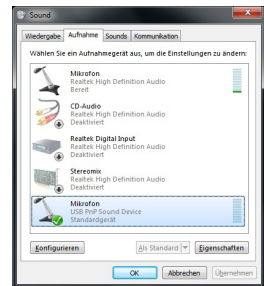 Sound
Wiedergabe Aufnahme Sounds Kommunikation
Wählen Sie ein Aufnahmegerät aus, um die Einstellungen zu ändern:
Mikrofon
Realtek High Definition Audio
Bereit
CD-Audio
Realtek High Definition Audio
Deaktiviert
Realtek Digital Input
Realtek High Definition Audio
Deaktiviert
Stereomix
Realtek High Definition Audio
Deaktiviert
Mikrofon
USB PnP Sound Device
Standardgerät
Konfigurieren Als Standard Eigenschaften
OK Abbrechen Übernehmen